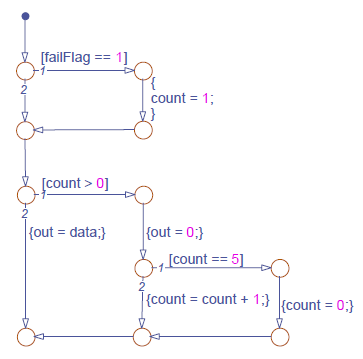 [failFlag == 1]
1
2
{
count = 1;
}
[count > 0]
1
2
{out = data;}
{out = 0;}
[count == 5]
1
2
{count = count + 1;}
{count = 0;}